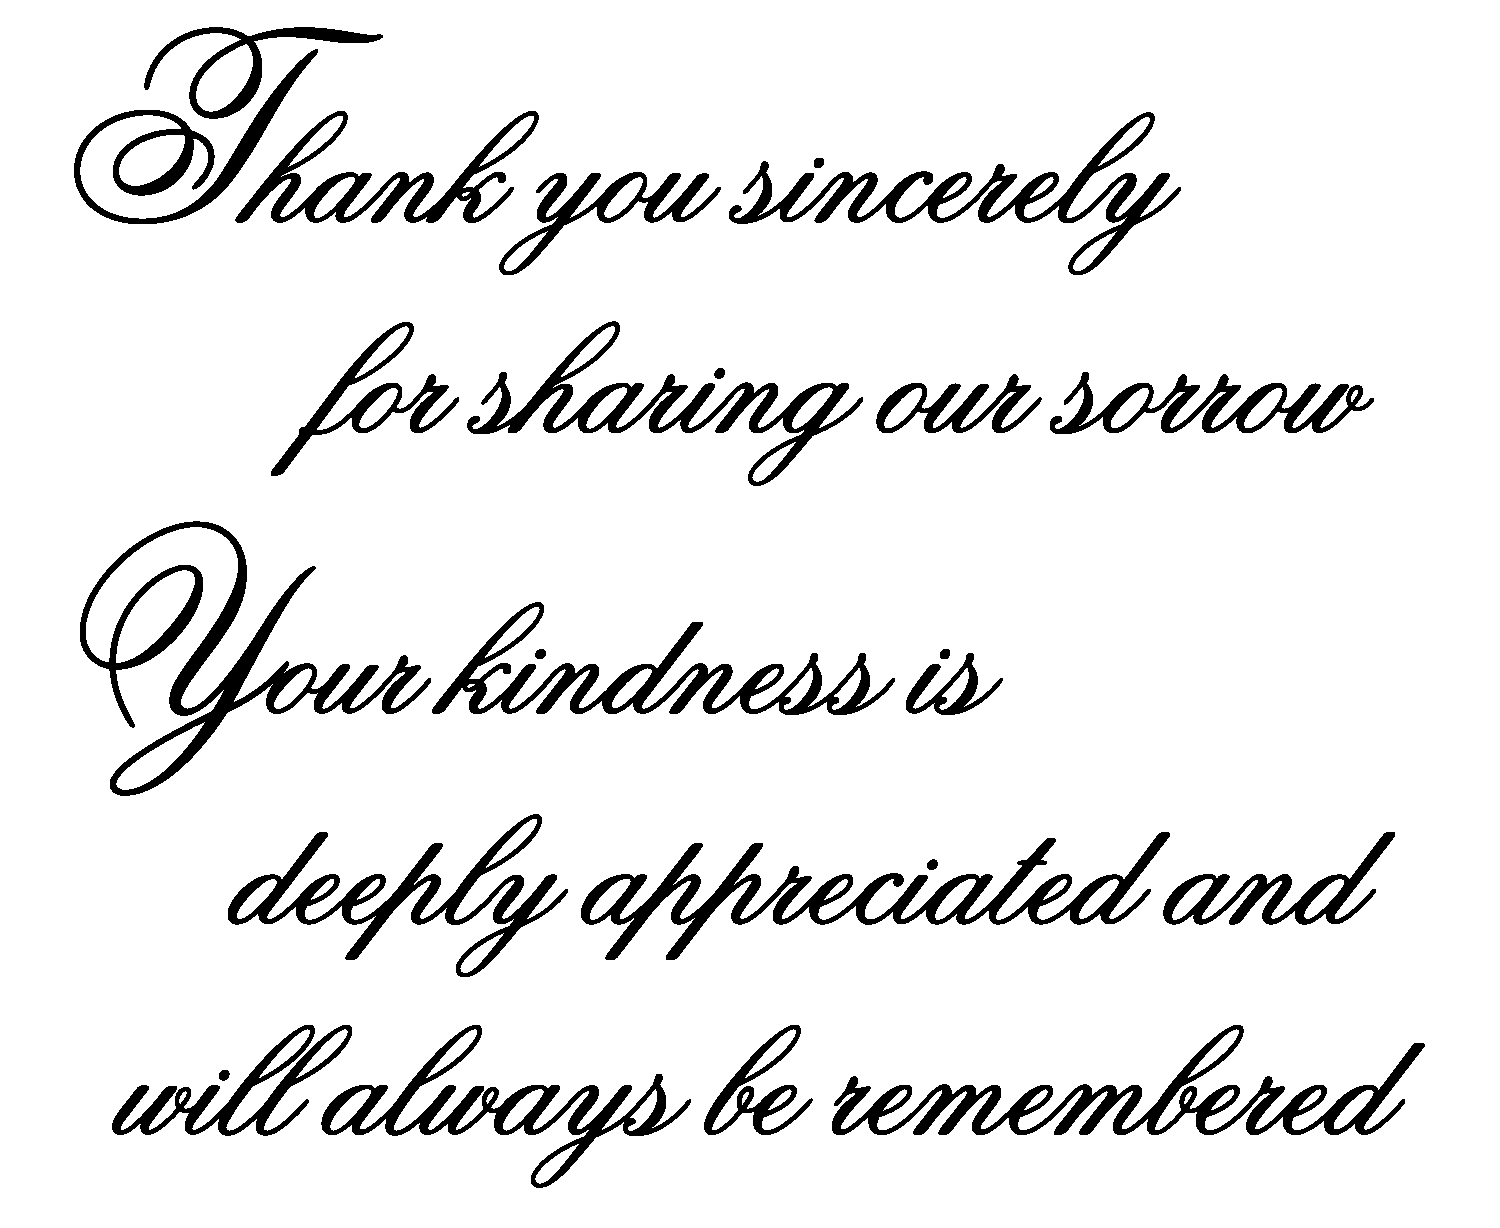 Thank you sincerely
for sharing our sorrow
Your kindness is
deeply appreciated and
will always be remembered